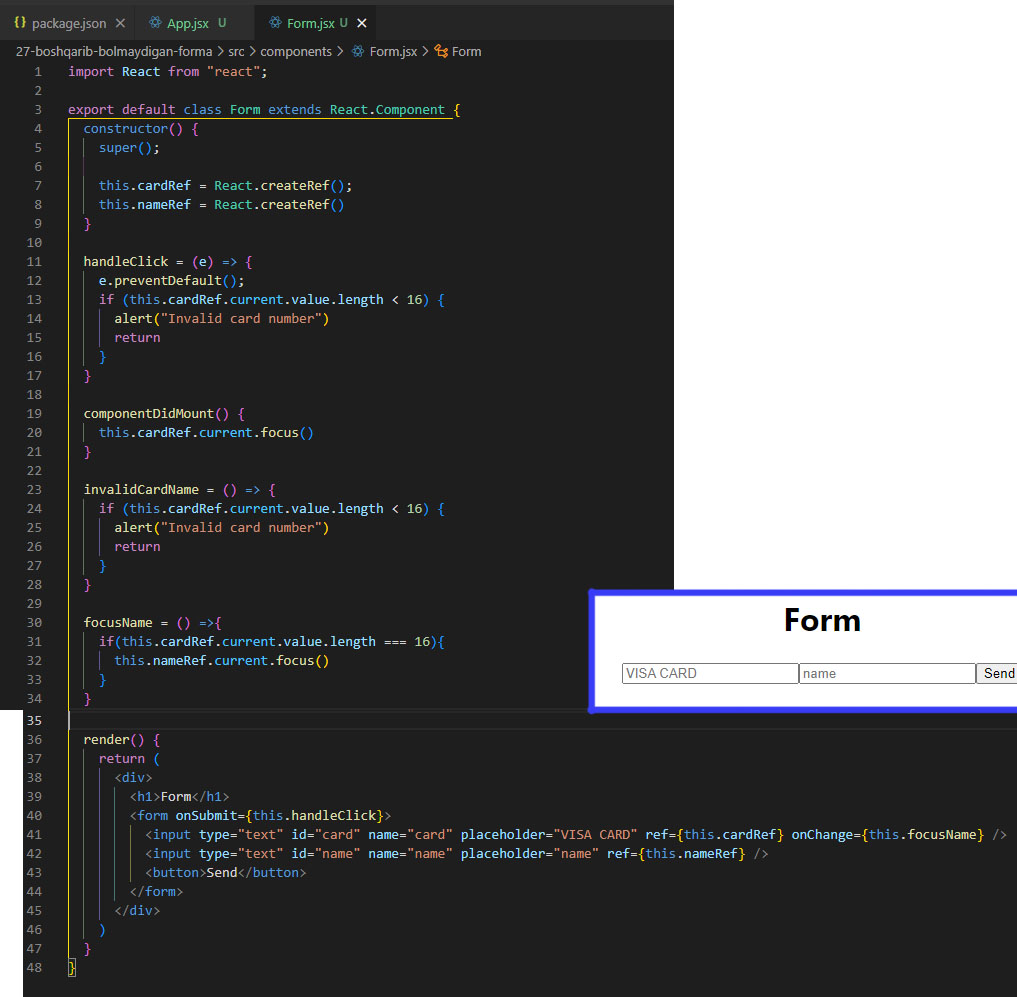 package.json App.jsx U Form.jsx U
27-boshqarib-bolmaydigan-forma > src > components > Form.jsx > Form
1 import React from "react";
2
3 export default class Form extends React.Component {
4 constructor() {
5 super();
6
7 this.cardRef = React.createRef();
8 this.nameRef = React.createRef()
9 }
10
11 handleClick = (e) => {
12 e.preventDefault();
13 if (this.cardRef.current.value.length < 16) {
14 alert("Invalid card number")
15 return
16 }
17 }
18
19 componentDidMount() {
20 this.cardRef.current.focus()
21 }
22
23 invalidCardName = () => {
24 if (this.cardRef.current.value.length < 16) {
25 alert("Invalid card number")
26 return
27 }
28 }
29
30 focusName = () =>{
31 if(this.cardRef.current.value.length === 16){
32 this.nameRef.current.focus()
33 }
34 }
Form
VISA CARD name Send
35
36 render() {
37 return (
38 <div>
39 <h1>Form</h1>
40 <form onSubmit={this.handleClick}>
41 <input type="text" id="card" name="card" placeholder="VISA CARD" ref={this.cardRef} onChange={this.focusName} />
42 <input type="text" id="name" name="name" placeholder="name" ref={this.nameRef} />
43 <button>Send</button>
44 </form>
45 </div>
46 )
47 }
48 }